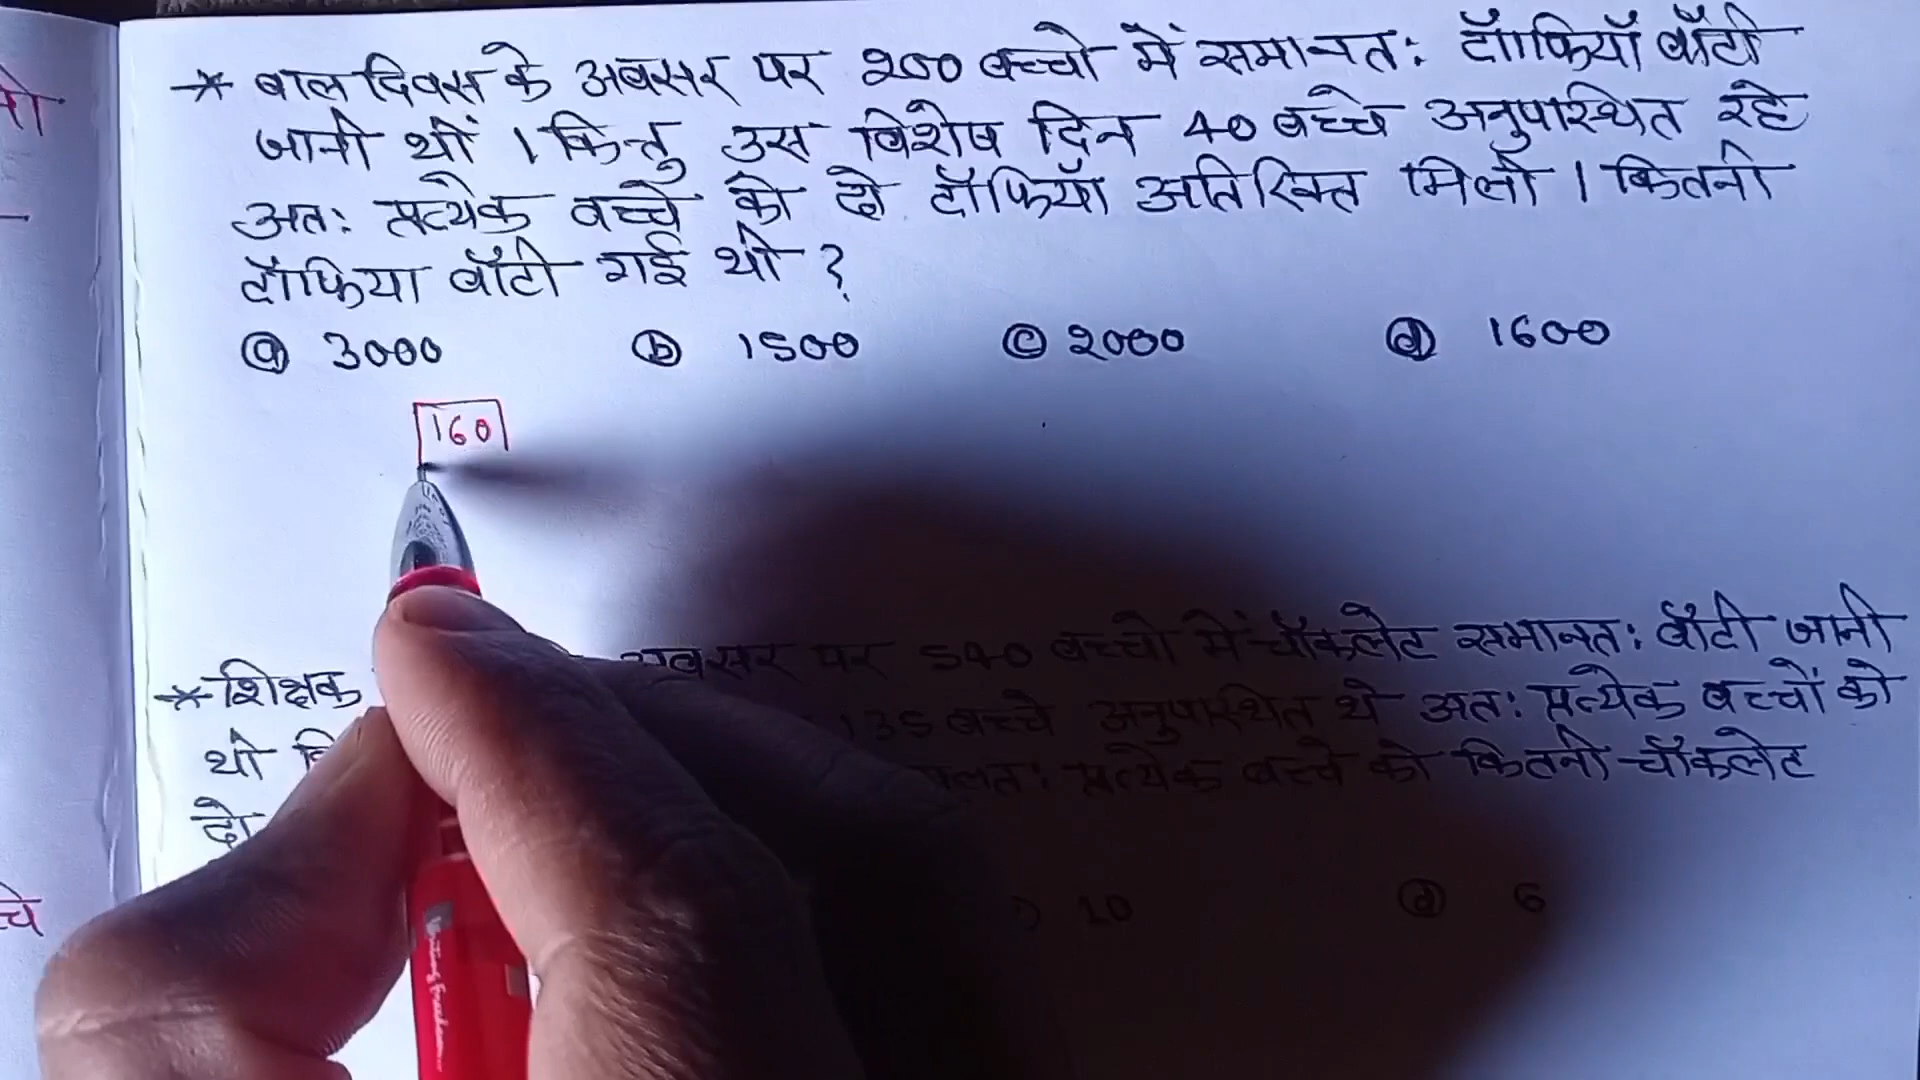 * बाल दिवस के अवसर पर 200 बच्चो में समानत: टॉफियाँ बाँटी
जानी थीं । किन्तु उस विशेष दिन 40 बच्चे अनुपास्थित रहे
अत: प्रत्येक बच्चे को दो टॉफियाँ अतिरिक्त मिली । कितनी
टॉफिया बाँटी गई थी ?
ⓐ 3000 ⓑ 1500 ⓒ 2000 ⓓ 1600
160
* शिक्षक अवसर पर 540 बच्चो में चॉकलेट समानत: बाँटी जानी
थी 135 बच्चे अनुपास्थित थे अत: प्रत्येक बच्चों को
दो प्रत्येक बच्चे को कितनी चॉकलेट
10 ⓓ 6